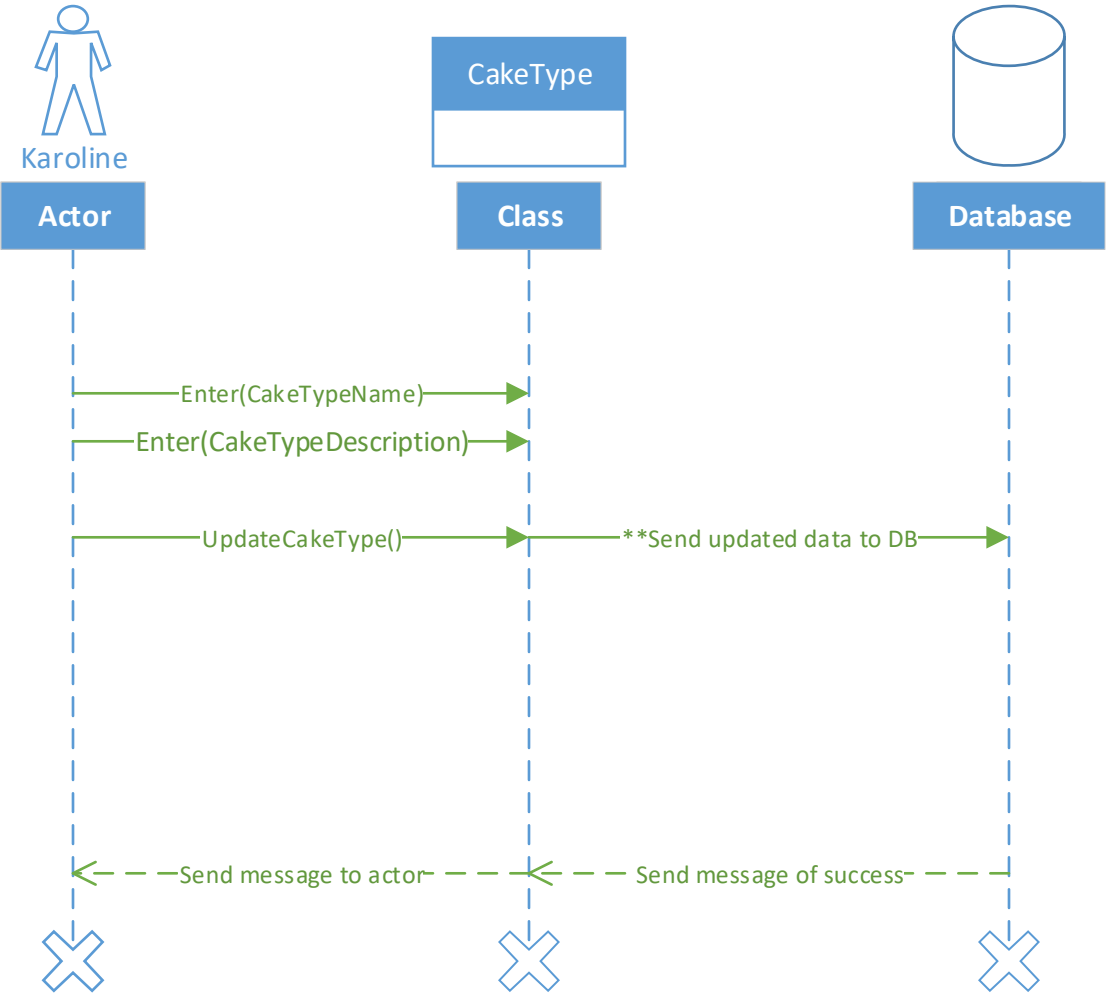 CakeType
Karoline
Actor
Class
Database
Enter(CakeTypeName)
Enter(CakeTypeDescription)
UpdateCakeType()
**Send updated data to DB
Send message to actor
Send message of success